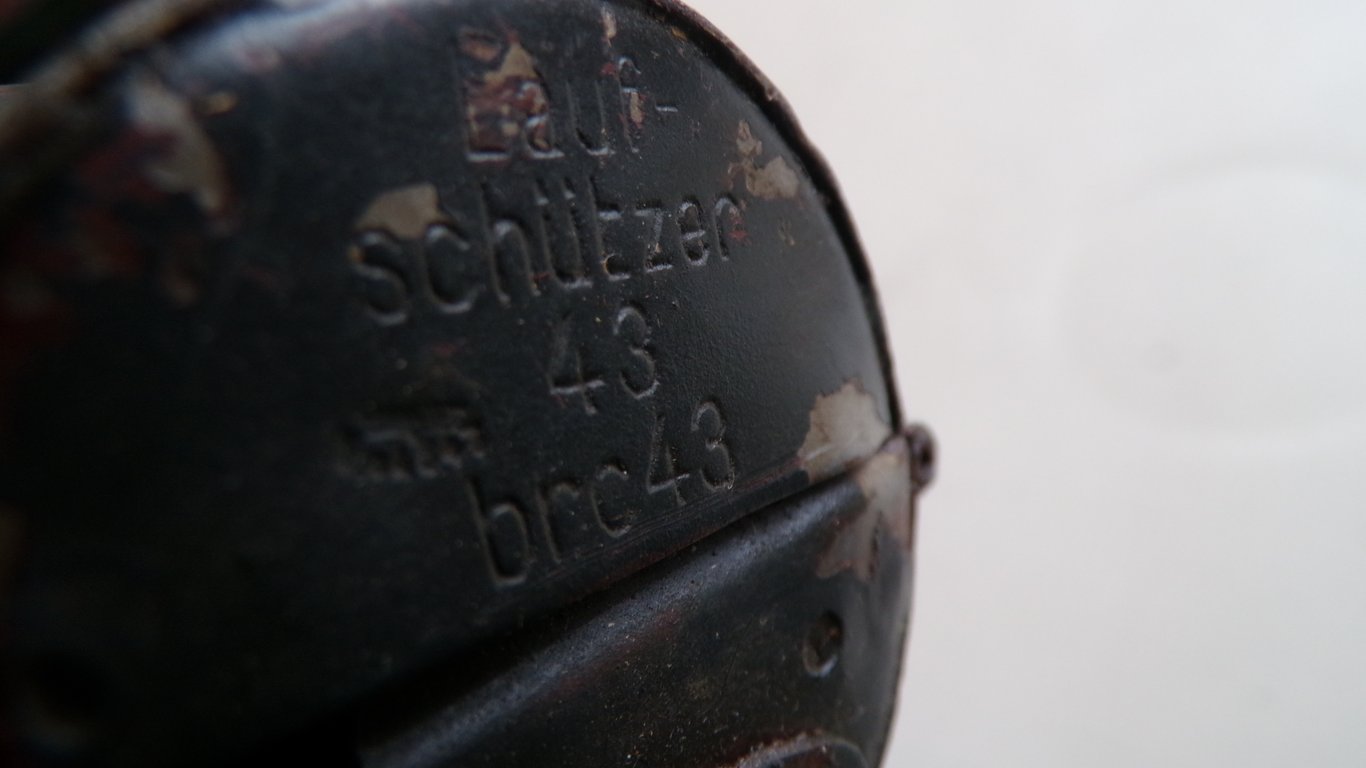 Lauf-
schützer
43
brc43